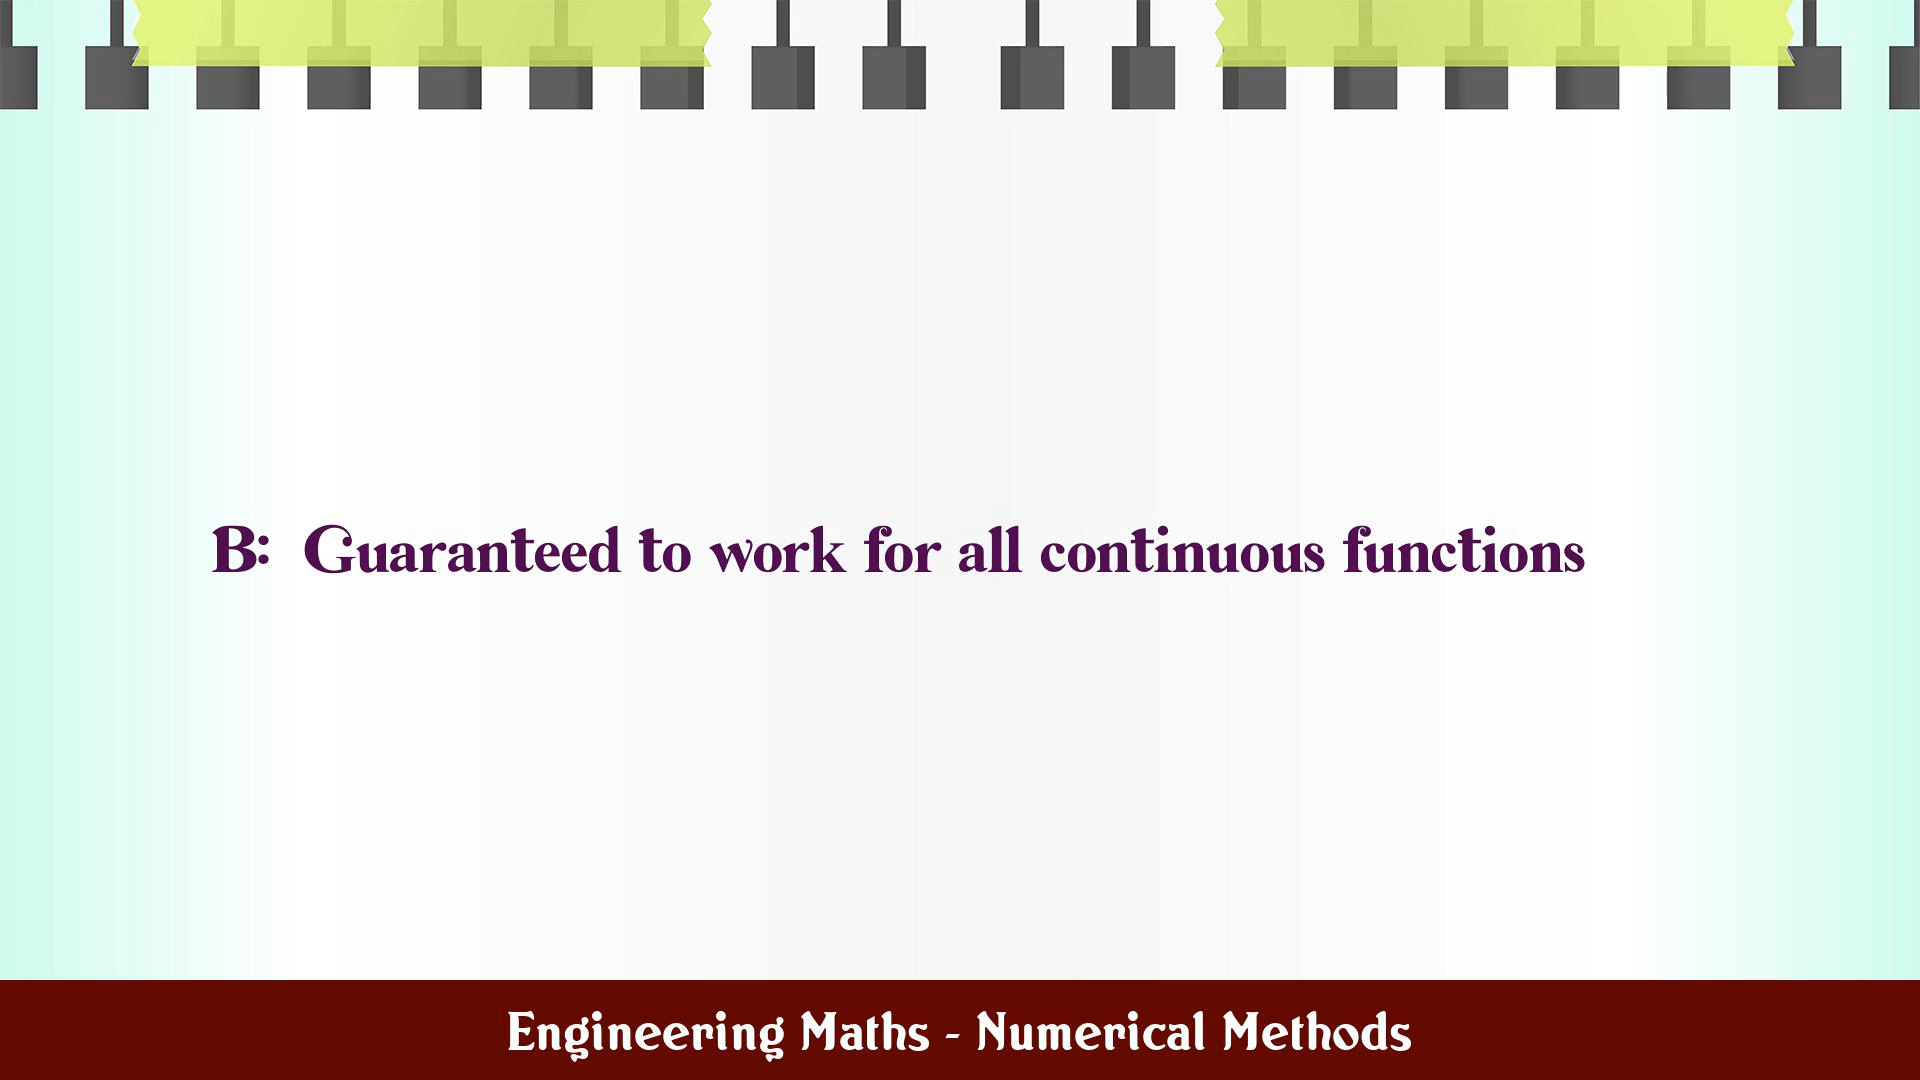 B: Guaranteed to work for all continuous functions
Engineering Maths - Numerical Methods